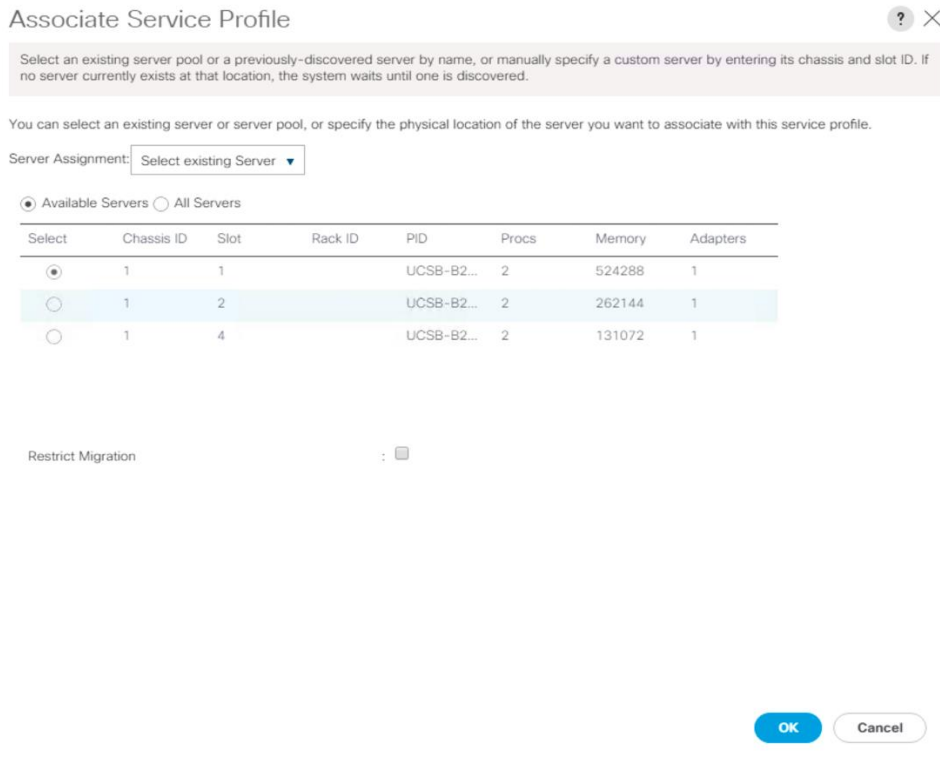 Associate Service Profile ? X
Select an existing server pool or a previously-discovered server by name, or manually specify a custom server by entering its chassis and slot ID. If
no server currently exists at that location, the system waits until one is discovered.
You can select an existing server or server pool, or specify the physical location of the server you want to associate with this service profile.
Server Assignment: Select existing Server ▼
Available Servers All Servers
Select Chassis ID Slot Rack ID PID Procs Memory Adapters
1 1 UCSB-B2... 2 524288 1
1 2 UCSB-B2... 2 262144 1
1 4 UCSB-B2... 2 131072 1
Restrict Migration :
OK Cancel